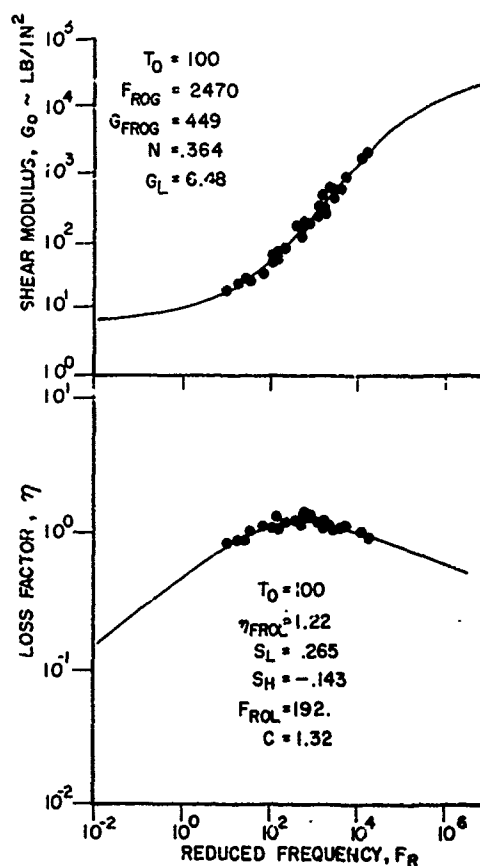 SHEAR MODULUS, G₀ ~ LB/IN²
10⁵
10⁴
10³
10²
10¹
10⁰
T₀ = 100
F_ROG = 2470
G_FROG = 449
N = .364
G_L = 6.48
LOSS FACTOR, η
10¹
10⁰
10⁻¹
10⁻²
T₀ = 100
η_FROL = 1.22
S_L = .265
S_H = -.143
F_ROL = 192.
C = 1.32
10⁻² 10⁰ 10² 10⁴ 10⁶
REDUCED FREQUENCY, F_R